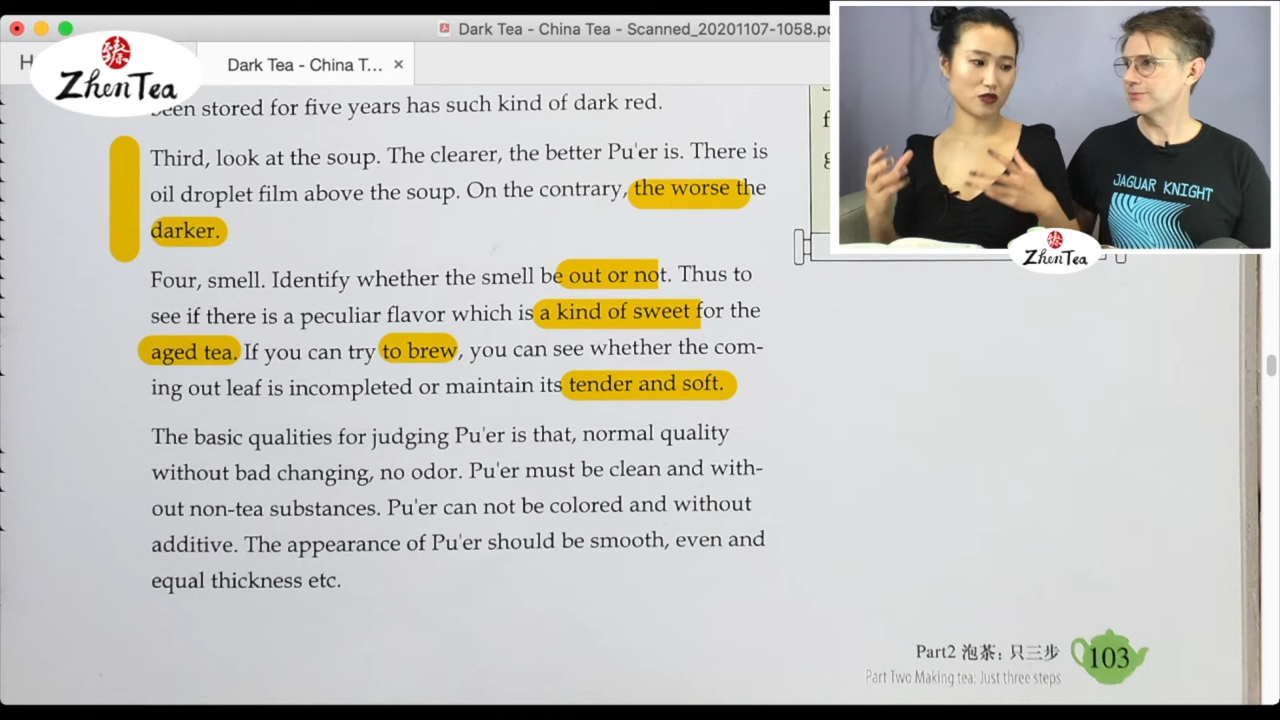 Dark Tea - China Tea - Scanned_20201107-1058.p
H
Dark Tea - China T... ×
臻茶
Zhen Tea
been stored for five years has such kind of dark red.
Third, look at the soup. The clearer, the better Pu'er is. There is
oil droplet film above the soup. On the contrary, the worse the
darker.
Four, smell. Identify whether the smell be out or not. Thus to
see if there is a peculiar flavor which is a kind of sweet for the
aged tea. If you can try to brew, you can see whether the com-
ing out leaf is incompleted or maintain its tender and soft.
The basic qualities for judging Pu'er is that, normal quality
without bad changing, no odor. Pu'er must be clean and with-
out non-tea substances. Pu'er can not be colored and without
additive. The appearance of Pu'er should be smooth, even and
equal thickness etc.
f
g
JAGUAR KNIGHT
Zhen Tea
Part2 泡茶：只三步
Part Two Making tea: Just three steps
103